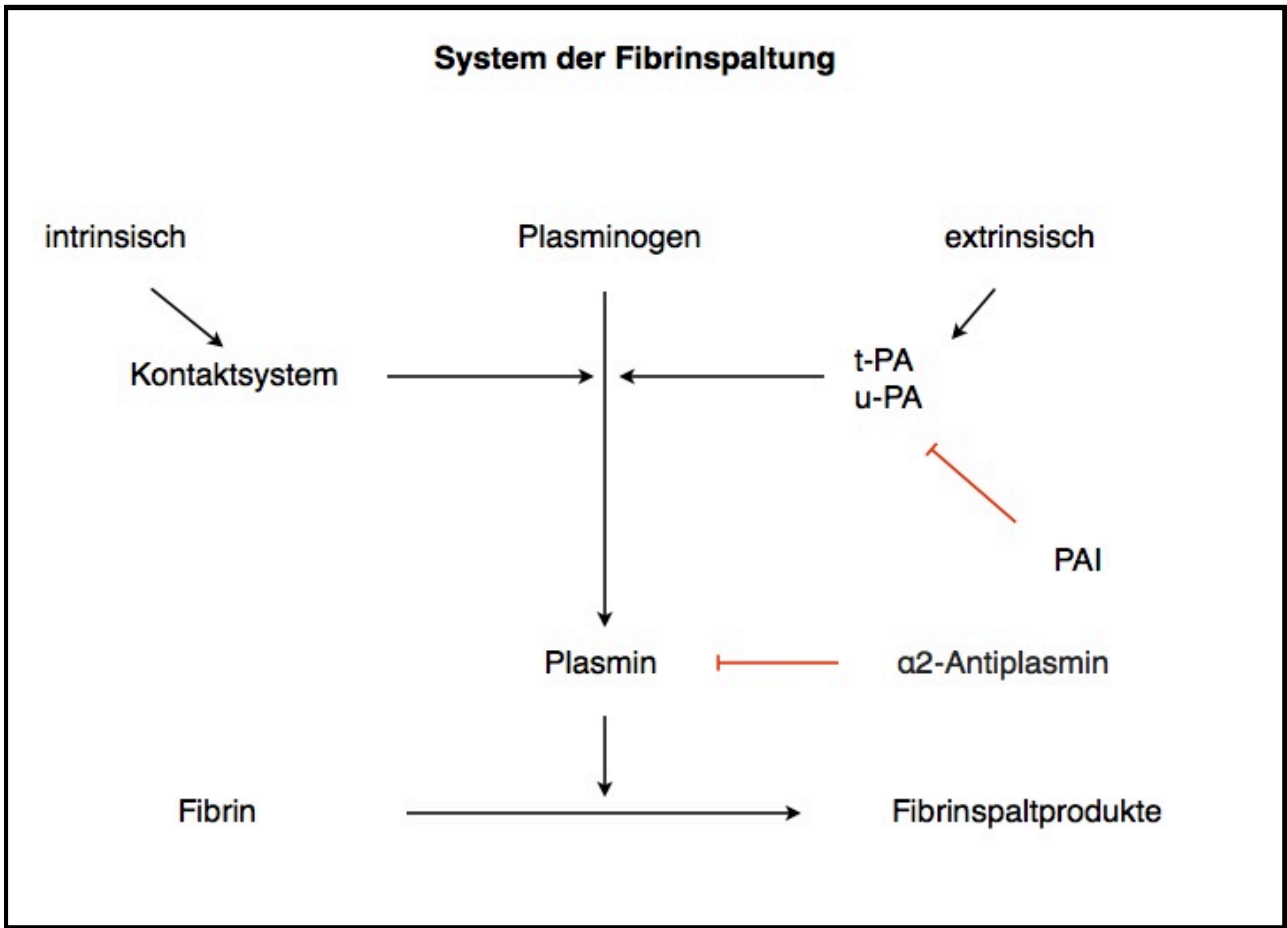 System der Fibrinspaltung
intrinsisch
Plasminogen
extrinsisch
Kontaktsystem
t-PA
u-PA
PAI
Plasmin
α2-Antiplasmin
Fibrin
Fibrinspaltprodukte